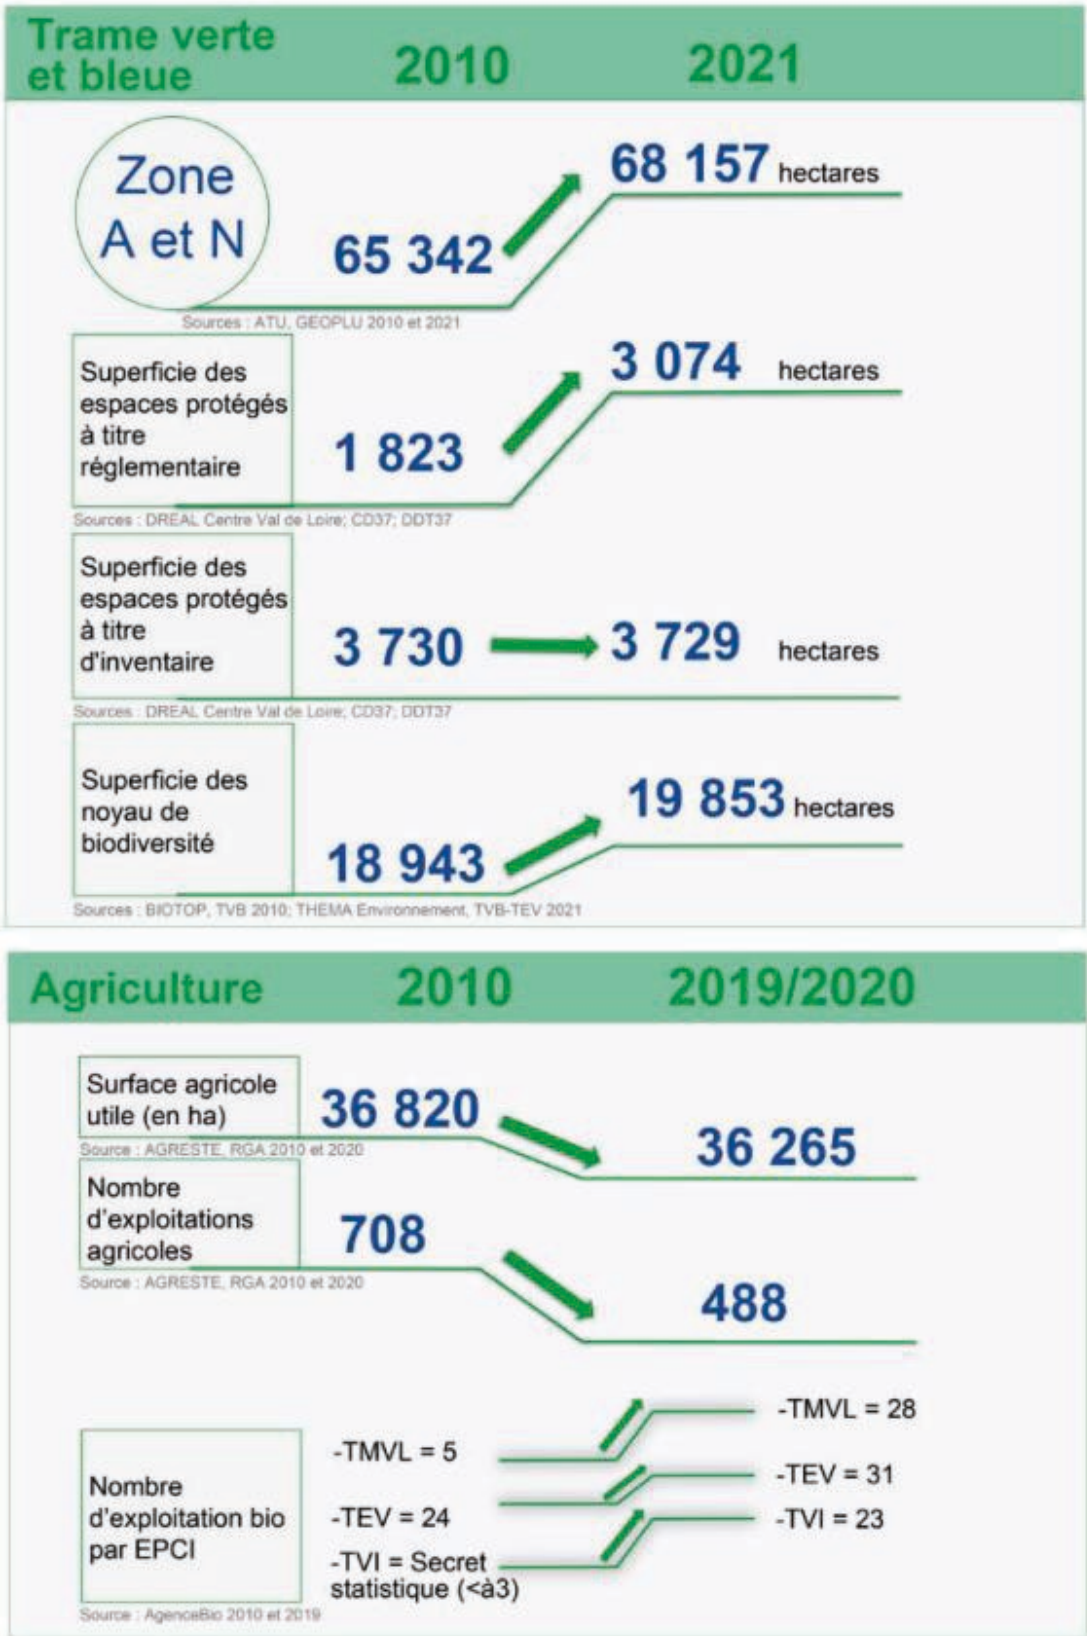 Trame verte
et bleue
2010
2021
Zone
A et N
65 342
68 157 hectares
Sources : ATU, GEOPLU 2010 et 2021
Superficie des
espaces protégés
à titre
réglementaire
1 823
3 074 hectares
Sources : DREAL Centre Val de Loire; CD37; DDT37
Superficie des
espaces protégés
à titre
d'inventaire
3 730
3 729 hectares
Sources : DREAL Centre Val de Loire; CD37; DDT37
Superficie des
noyau de
biodiversité
18 943
19 853 hectares
Sources : BIOTOP, TVB 2010; THEMA Environnement, TVB-TEV 2021
Agriculture
2010
2019/2020
Surface agricole
utile (en ha)
36 820
36 265
Source : AGRESTE, RGA 2010 et 2020
Nombre
d'exploitations
agricoles
708
488
Source : AGRESTE, RGA 2010 et 2020
Nombre
d'exploitation bio
par EPCI
-TMVL = 5
-TEV = 24
-TVI = Secret
statistique (<à3)
-TMVL = 28
-TEV = 31
-TVI = 23
Source : AgenceBio 2010 et 2019